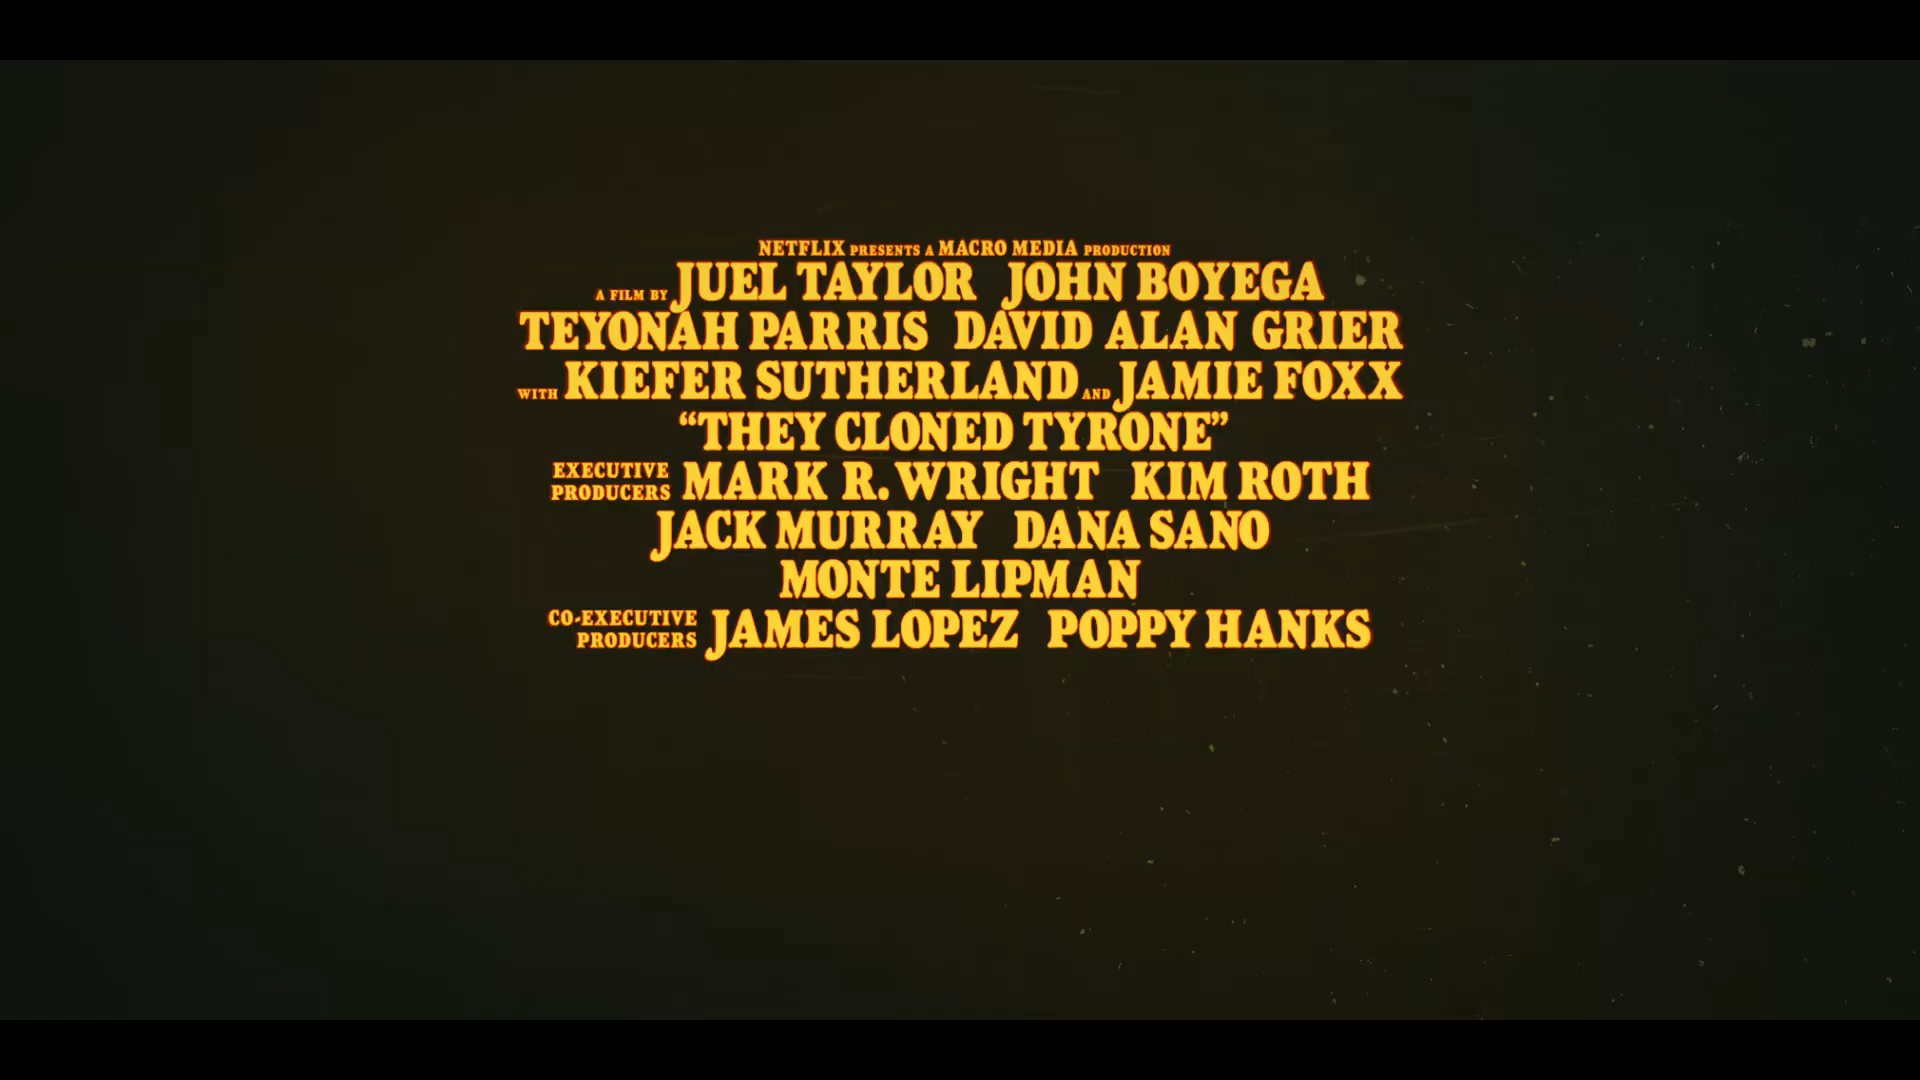 NETFLIX PRESENTS A MACRO MEDIA PRODUCTION
A FILM BY JUEL TAYLOR JOHN BOYEGA
TEYONAH PARRIS DAVID ALAN GRIER
WITH KIEFER SUTHERLAND AND JAMIE FOXX
“THEY CLONED TYRONE”
EXECUTIVE PRODUCERS MARK R. WRIGHT KIM ROTH
JACK MURRAY DANA SANO
MONTE LIPMAN
CO-EXECUTIVE PRODUCERS JAMES LOPEZ POPPY HANKS